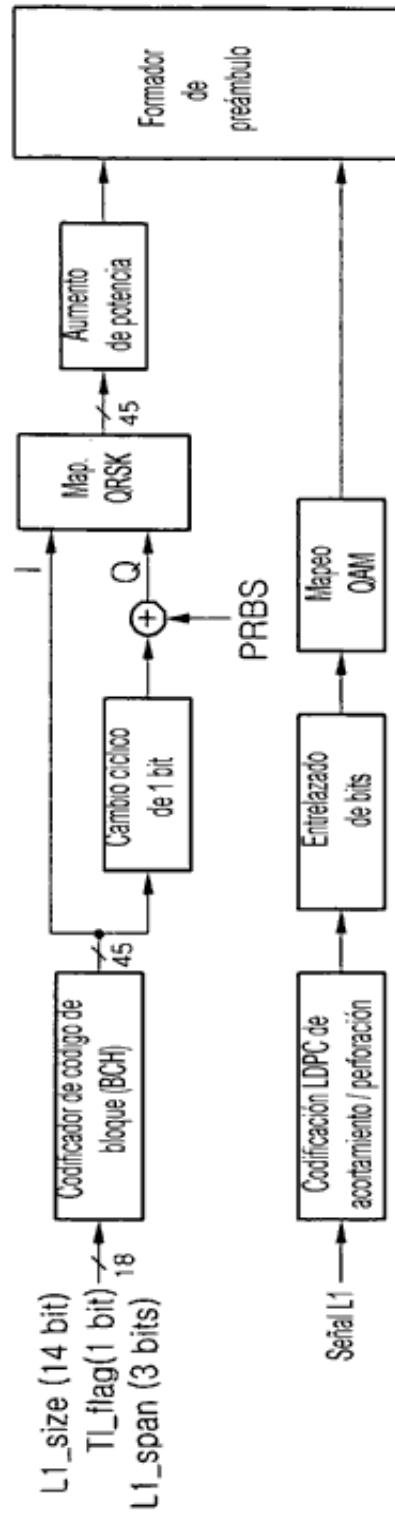 L1_size (14 bit)
TI_flag(1 bit)
L1_span (3 bits)
18
Codificador de código de
bloque (BCH)
45
I
Cambio cíclico
de 1 bit
+
Q
PRBS
Map.
QRSK
45
Aumento
de potencia
Formador
de
preámbulo
Señal L1
Codificación LDPC de
acortamiento / perforación
Entrelazado
de bits
Mapeo
QAM